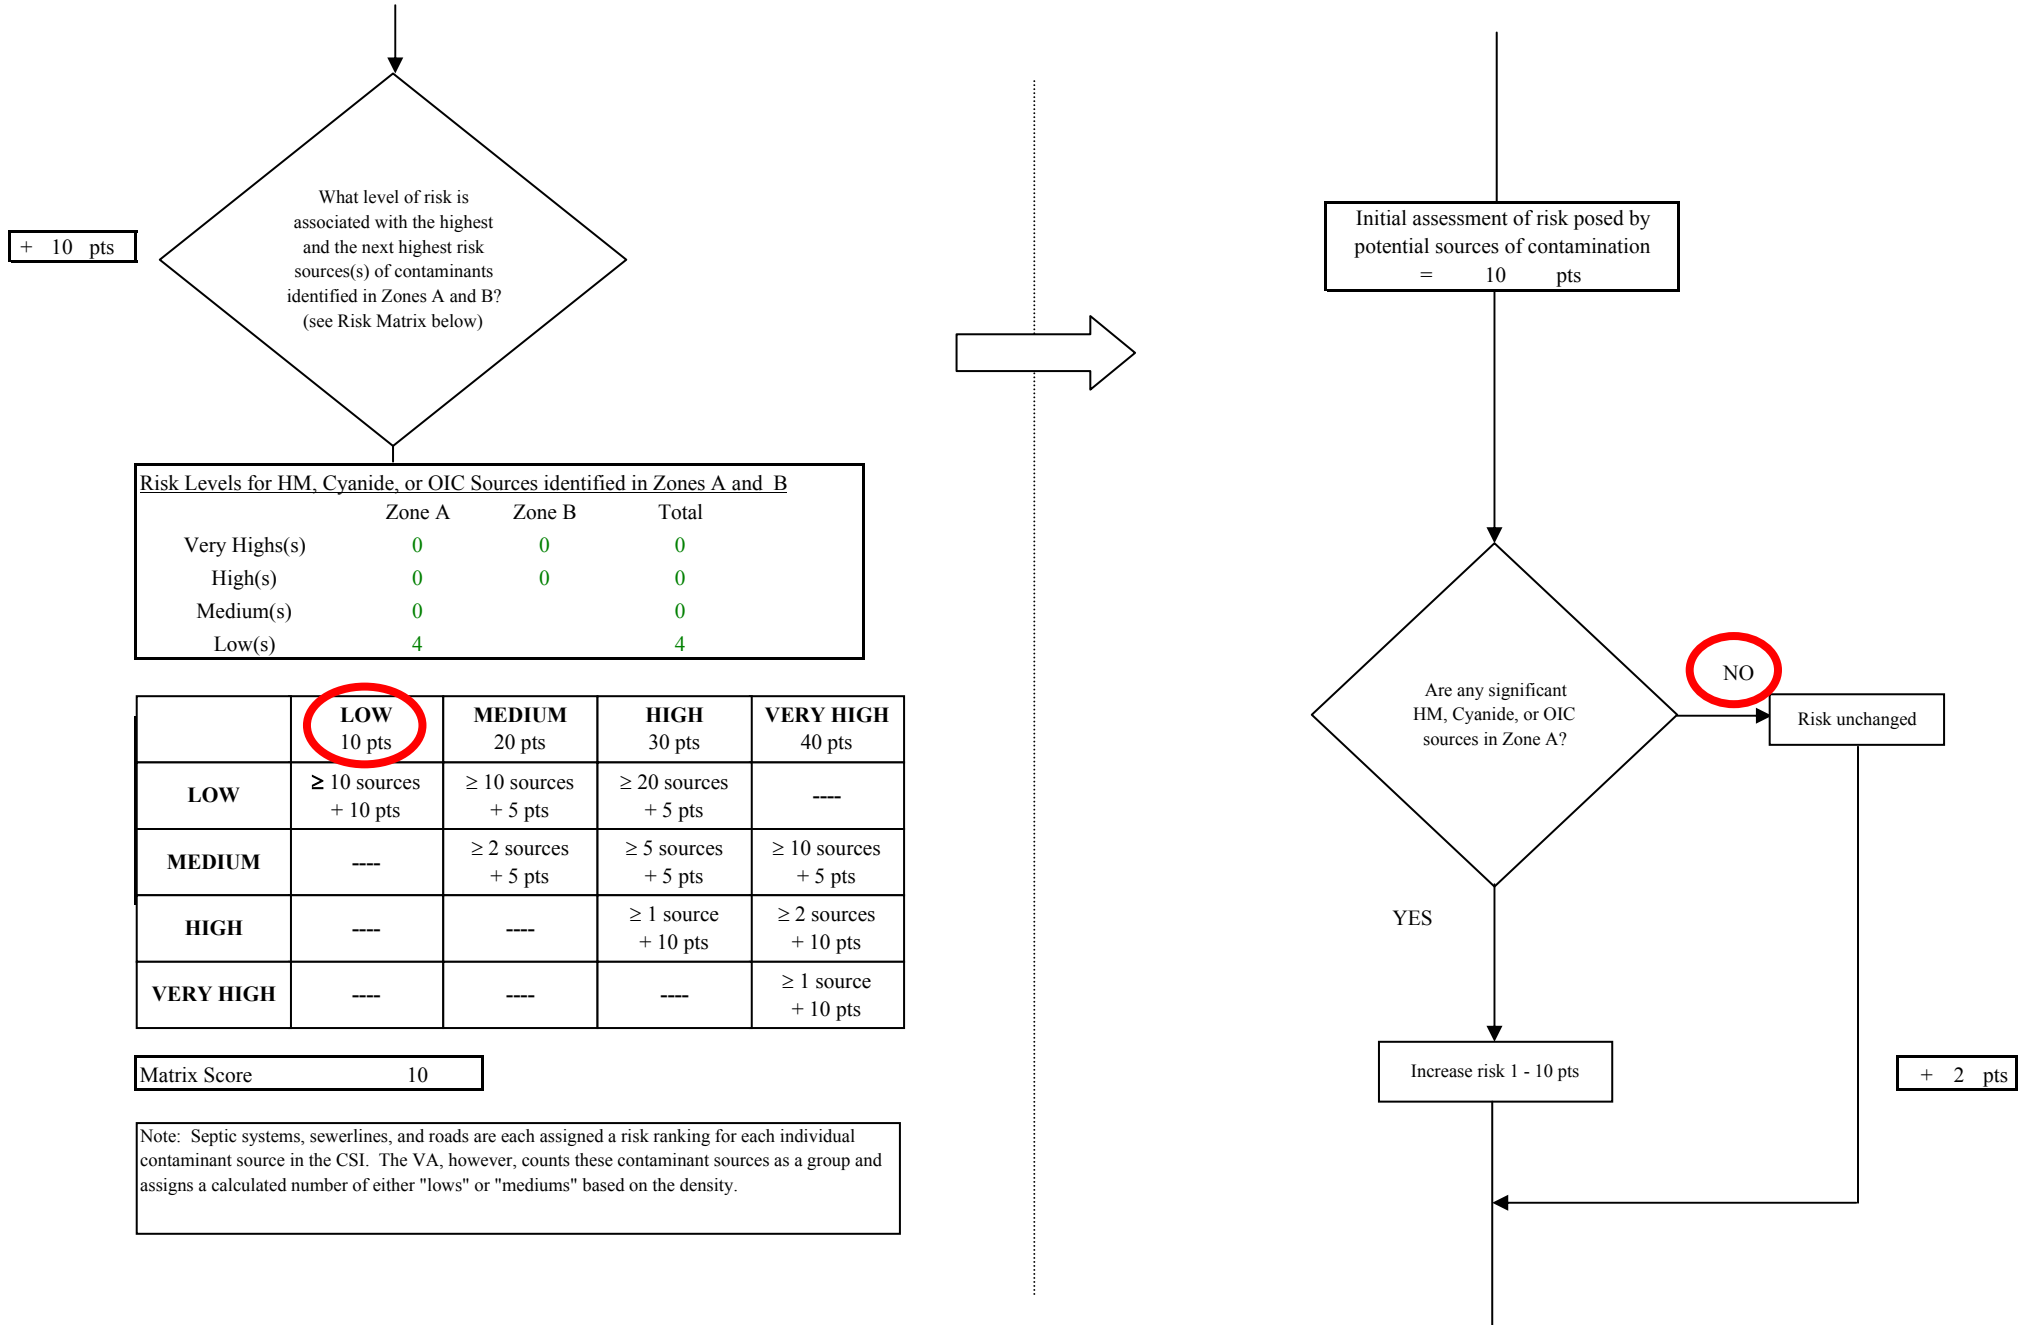 What level of risk is
associated with the highest
and the next highest risk
sources(s) of contaminants
identified in Zones A and B?
(see Risk Matrix below)
+ 10 pts
Risk Levels for HM, Cyanide, or OIC Sources identified in Zones A and B
Zone A Zone B Total
Very Highs(s) 0 0 0
High(s) 0 0 0
Medium(s) 0 0
Low(s) 4 4
LOW MEDIUM HIGH VERY HIGH
10 pts 20 pts 30 pts 40 pts
LOW ≥ 10 sources ≥ 10 sources ≥ 20 sources ----
+ 10 pts + 5 pts + 5 pts
MEDIUM ---- ≥ 2 sources ≥ 5 sources ≥ 10 sources
+ 5 pts + 5 pts + 5 pts
HIGH ---- ---- ≥ 1 source ≥ 2 sources
+ 10 pts + 10 pts
VERY HIGH ---- ---- ---- ≥ 1 source
+ 10 pts
Matrix Score 10
Note: Septic systems, sewerlines, and roads are each assigned a risk ranking for each individual
contaminant source in the CSI. The VA, however, counts these contaminant sources as a group and
assigns a calculated number of either "lows" or "mediums" based on the density.
Initial assessment of risk posed by
potential sources of contamination
= 10 pts
Are any significant
HM, Cyanide, or OIC
sources in Zone A?
NO
Risk unchanged
YES
Increase risk 1 - 10 pts
+ 2 pts